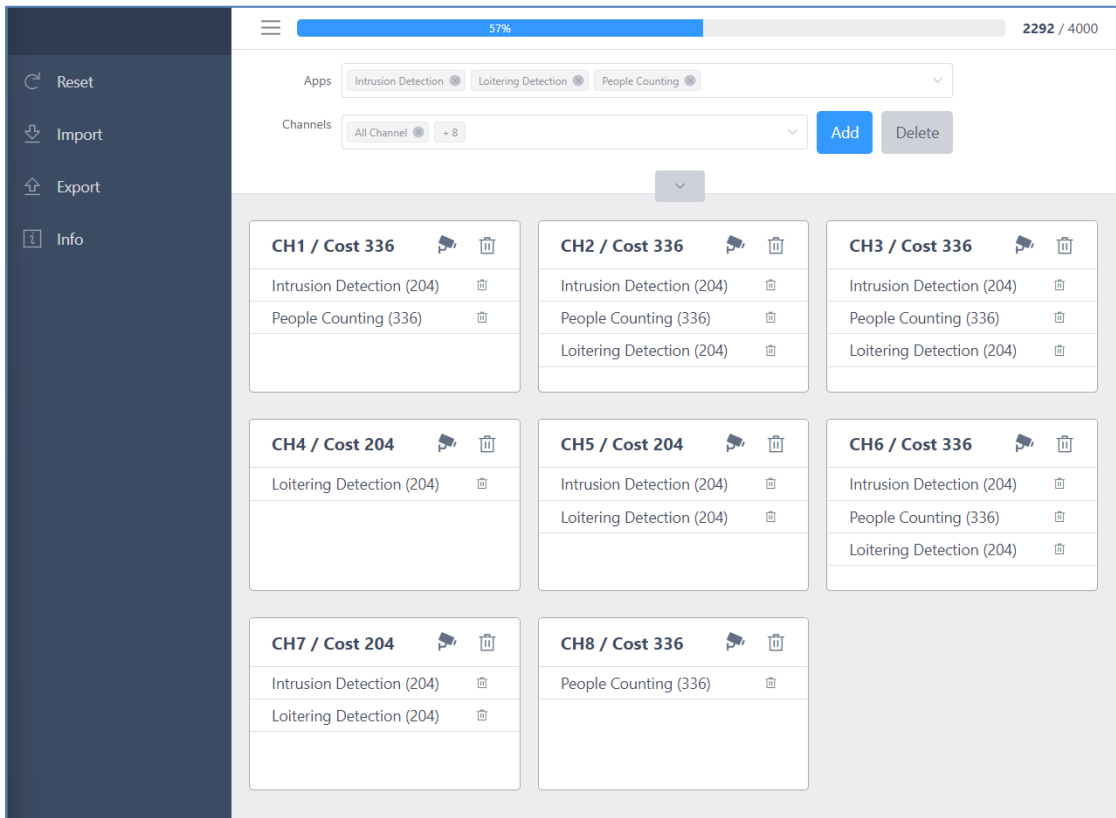 57%
2292 / 4000
Reset
Import
Export
Info
Apps
Intrusion Detection
Loitering Detection
People Counting
Channels
All Channel
+ 8
Add
Delete
CH1 / Cost 336
Intrusion Detection (204)
People Counting (336)
CH2 / Cost 336
Intrusion Detection (204)
People Counting (336)
Loitering Detection (204)
CH3 / Cost 336
Intrusion Detection (204)
People Counting (336)
Loitering Detection (204)
CH4 / Cost 204
Loitering Detection (204)
CH5 / Cost 204
Intrusion Detection (204)
Loitering Detection (204)
CH6 / Cost 336
Intrusion Detection (204)
People Counting (336)
Loitering Detection (204)
CH7 / Cost 204
Intrusion Detection (204)
Loitering Detection (204)
CH8 / Cost 336
People Counting (336)